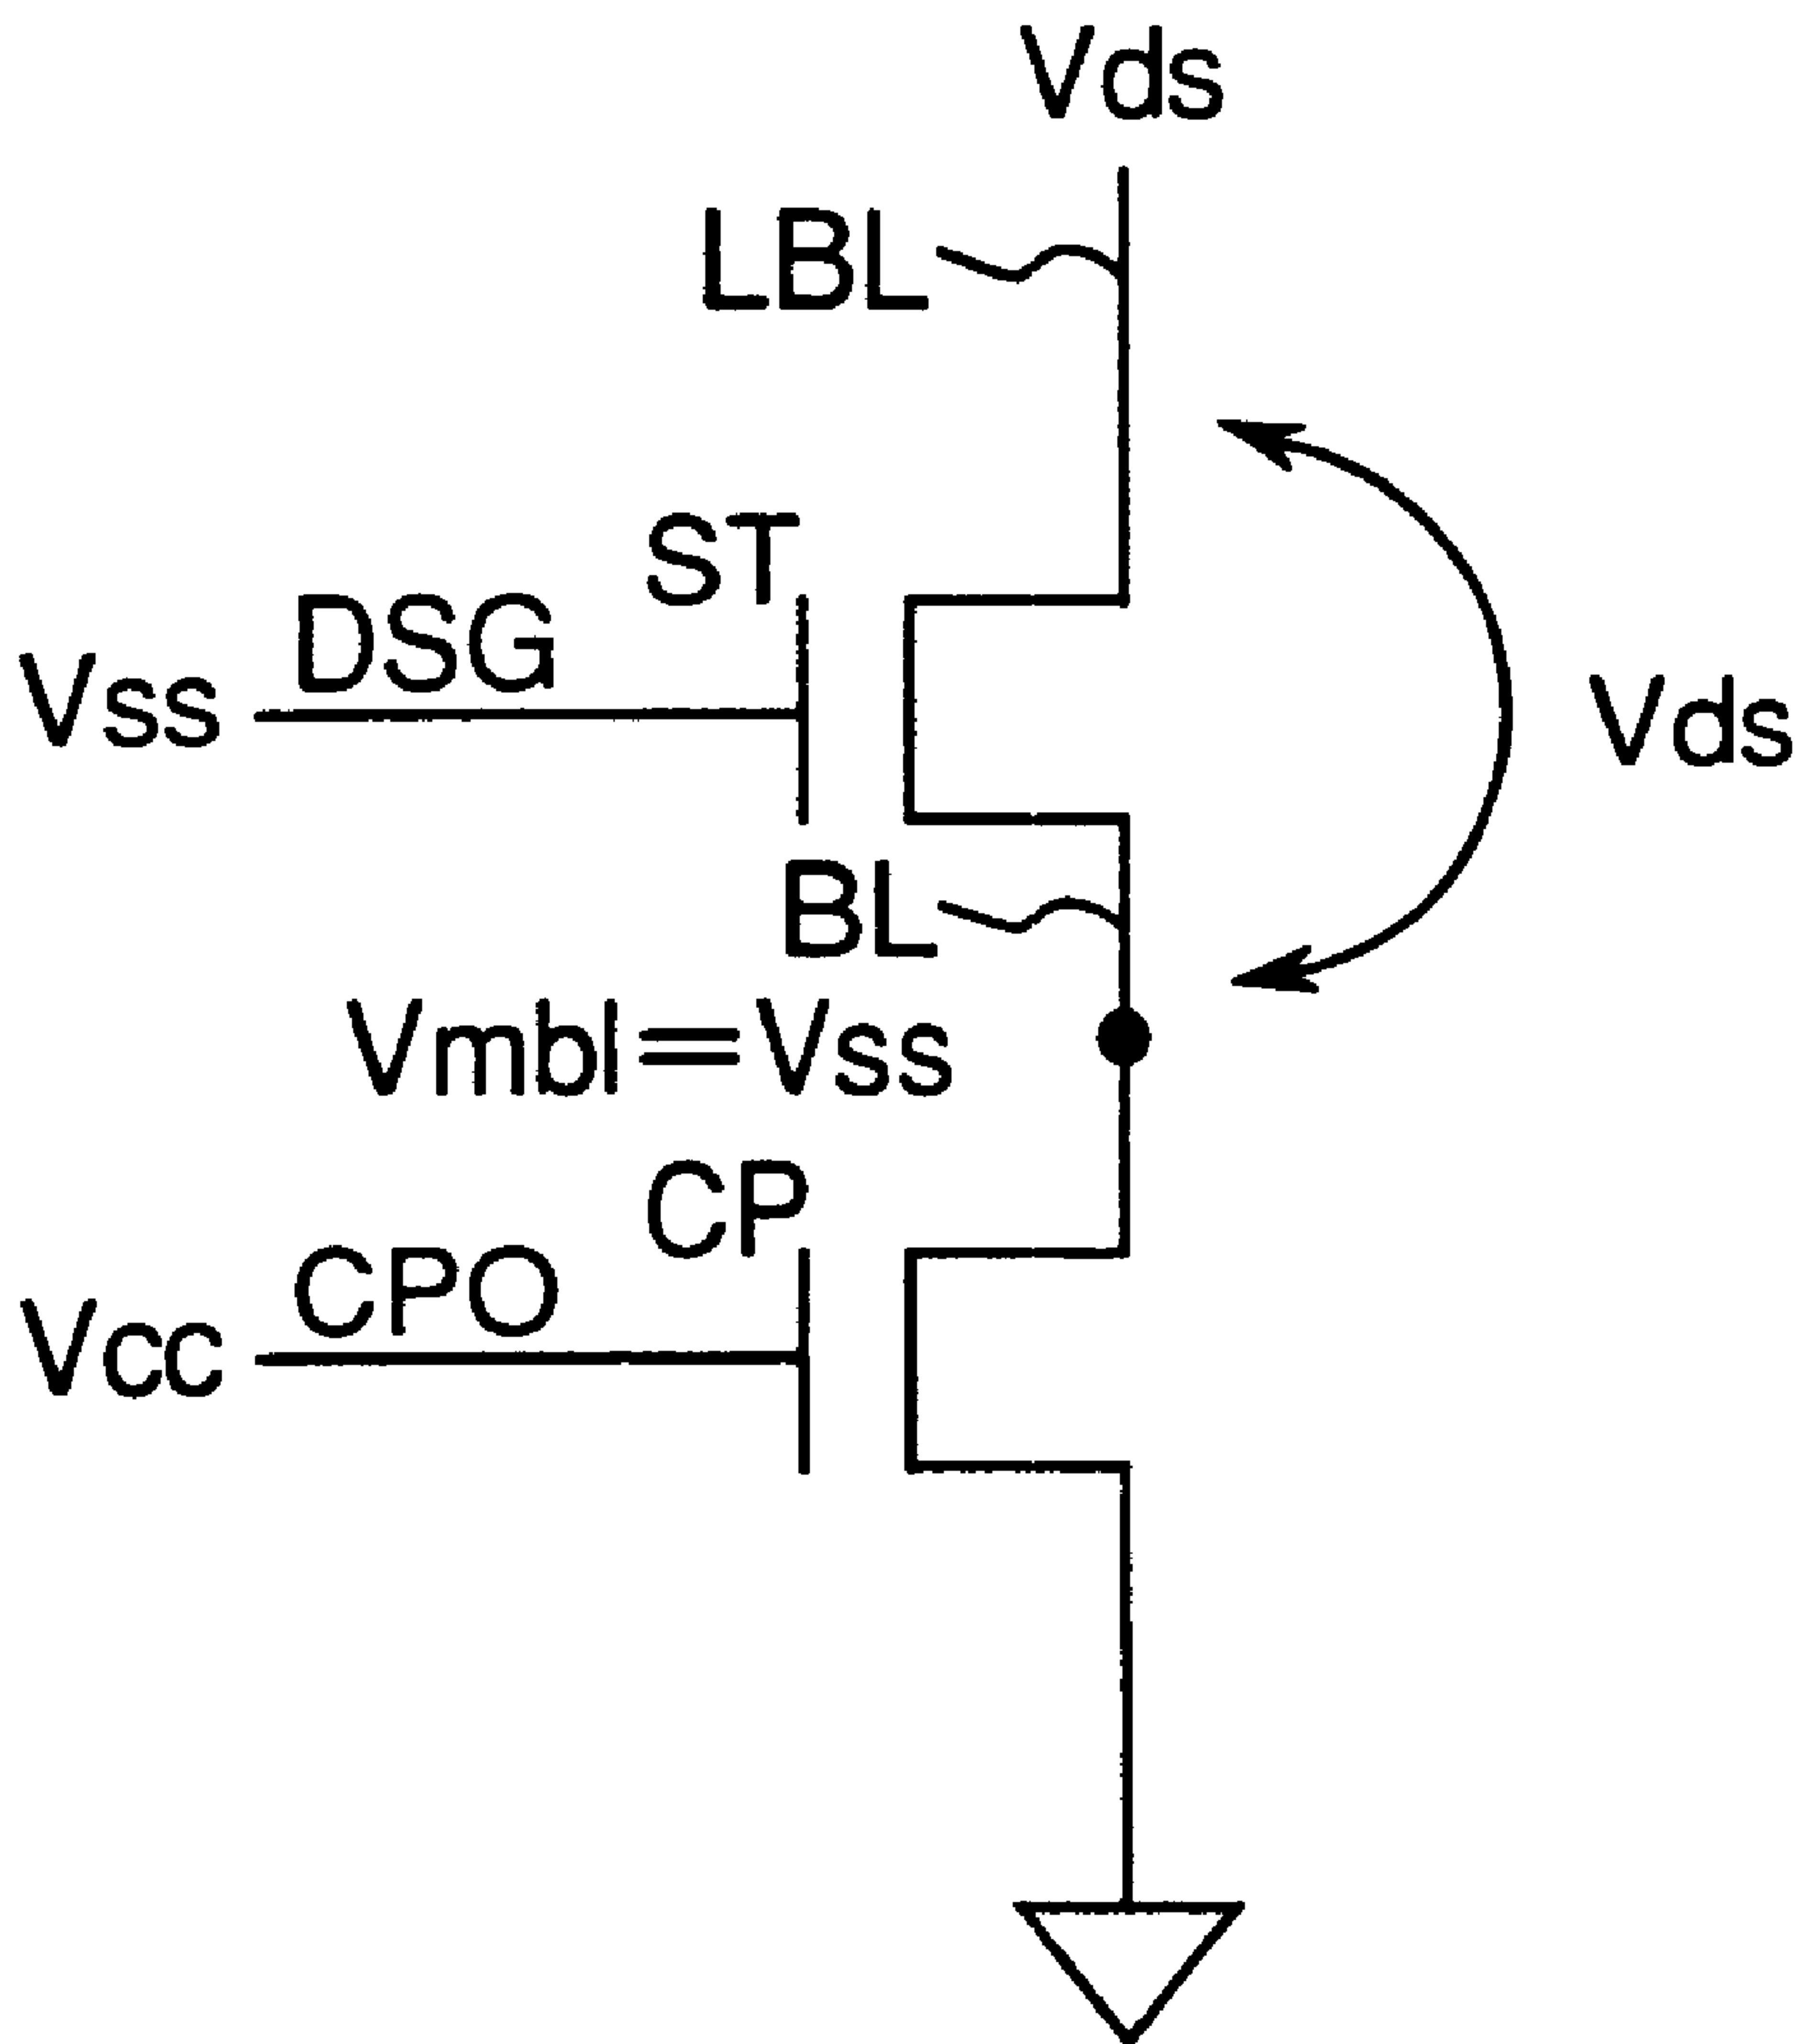 Vds
LBL
ST
DSG
Vss
Vds
BL
Vmbl=Vss
CP
CPO
Vcc